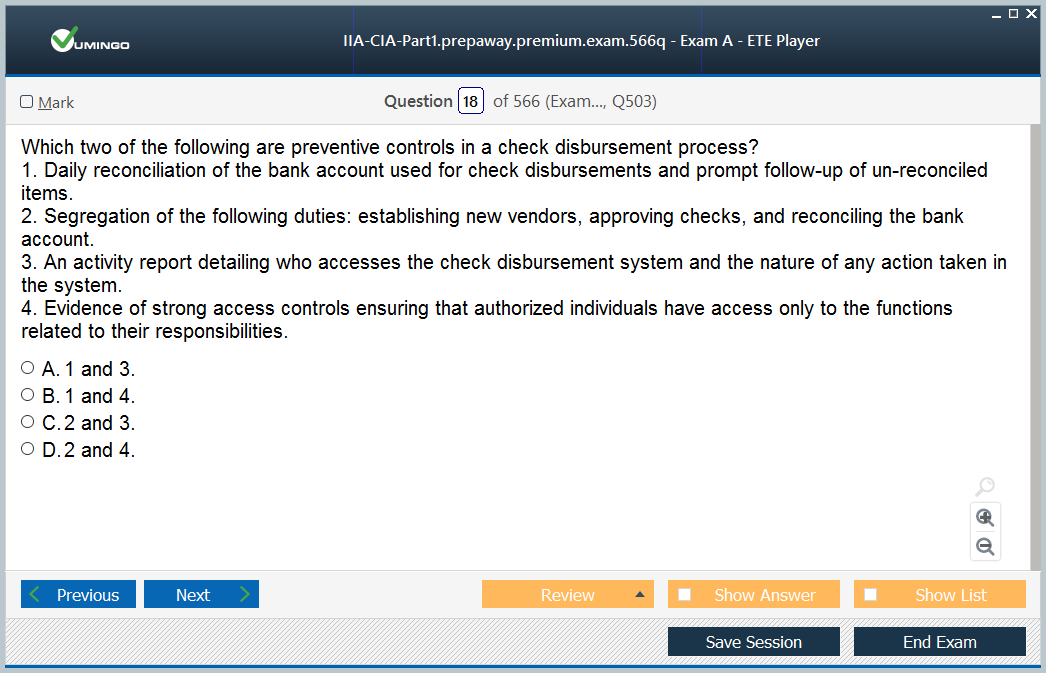 VUMINGO
IIA-CIA-Part1.prepaway.premium.exam.566q - Exam A - ETE Player
Mark
Question 18 of 566 (Exam..., Q503)
Which two of the following are preventive controls in a check disbursement process?
1. Daily reconciliation of the bank account used for check disbursements and prompt follow-up of un-reconciled
items.
2. Segregation of the following duties: establishing new vendors, approving checks, and reconciling the bank
account.
3. An activity report detailing who accesses the check disbursement system and the nature of any action taken in
the system.
4. Evidence of strong access controls ensuring that authorized individuals have access only to the functions
related to their responsibilities.
A. 1 and 3.
B. 1 and 4.
C. 2 and 3.
D. 2 and 4.
Previous Next Review Show Answer Show List
Save Session End Exam